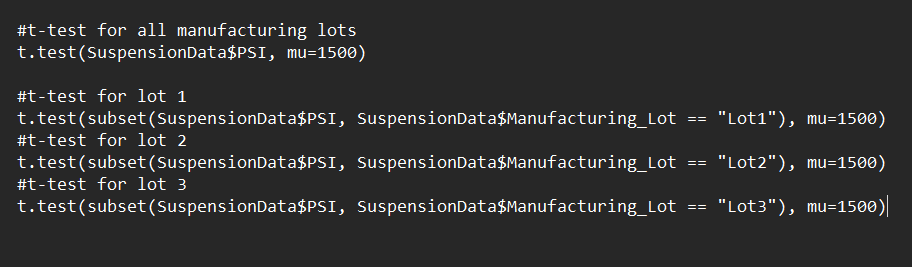 #t-test for all manufacturing lots
t.test(SuspensionData$PSI, mu=1500)
#t-test for lot 1
t.test(subset(SuspensionData$PSI, SuspensionData$Manufacturing_Lot == "Lot1"), mu=1500)
#t-test for lot 2
t.test(subset(SuspensionData$PSI, SuspensionData$Manufacturing_Lot == "Lot2"), mu=1500)
#t-test for lot 3
t.test(subset(SuspensionData$PSI, SuspensionData$Manufacturing_Lot == "Lot3"), mu=1500)